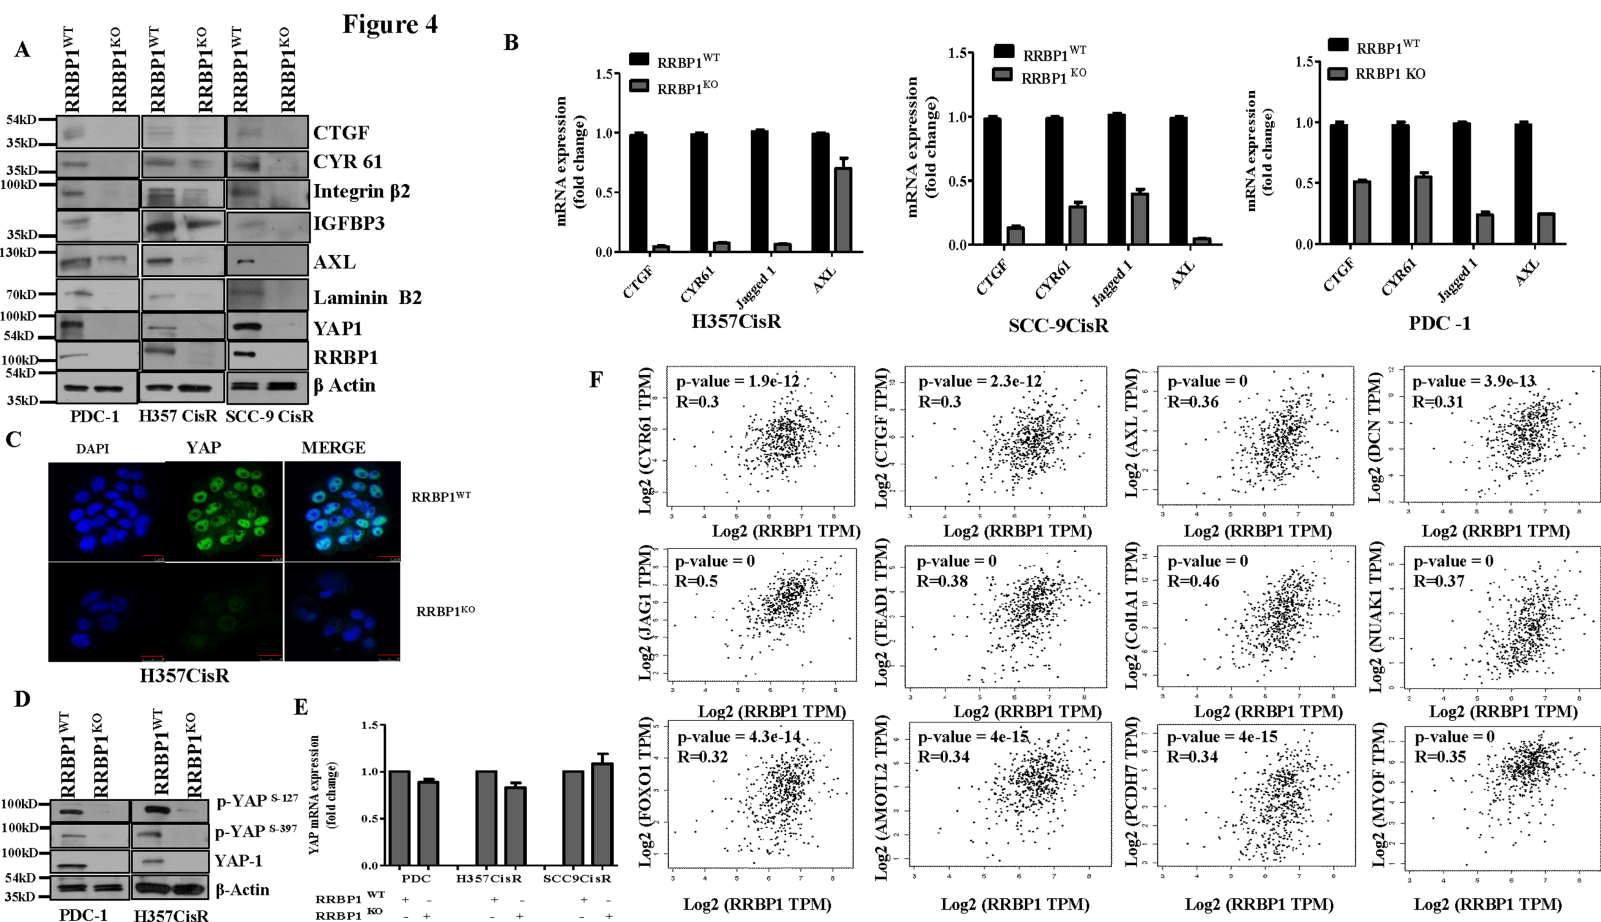 Figure 4
A
RRBP1WT RRBP1KO RRBP1WT RRBP1KO RRBP1WT RRBP1KO
54kD
35kD
CTGF
35kD
CYR 61
100kD
Integrin β2
35kD
IGFBP3
130kD
AXL
70kD
Laminin B2
100kD
54kD
YAP1
100kD
RRBP1
54kD
35kD
β Actin
PDC-1 H357 CisR SCC-9 CisR
B
RRBP1WT
RRBP1KO
mRNA expression
(fold change)
1.5
1.0
0.5
0.0
CTGF CYR61 Jagged 1 AXL
H357CisR
RRBP1WT
RRBP1KO
mRNA expression
(fold change)
1.5
1.0
0.5
0.0
CTGF CYR61 Jagged 1 AXL
SCC-9CisR
RRBP1WT
RRBP1 KO
mRNA expression
(fold change)
1.5
1.0
0.5
0.0
CTGF CYR61 Jagged 1 AXL
PDC -1
C
DAPI YAP MERGE
RRBP1WT
RRBP1KO
H357CisR
D
RRBP1WT RRBP1KO RRBP1WT RRBP1KO
100kD
p-YAP S-127
100kD
p-YAP S-397
100kD
YAP-1
54kD
35kD
β-Actin
PDC-1 H357CisR
E
YAP mRNA expression
(fold change)
1.5
1.0
0.5
0.0
PDC H357CisR SCC9CisR
RRBP1 WT + - + - + -
RRBP1 KO - + - + - +
F
p-value = 1.9e-12
R=0.3
Log2 (CYR61 TPM)
Log2 (RRBP1 TPM)
p-value = 2.3e-12
R=0.3
Log2 (CTGF TPM)
Log2 (RRBP1 TPM)
p-value = 0
R=0.36
Log2 (AXL TPM)
Log2 (RRBP1 TPM)
p-value = 3.9e-13
R=0.31
Log2 (DCN TPM)
Log2 (RRBP1 TPM)
p-value = 0
R=0.5
Log2 (JAG1 TPM)
Log2 (RRBP1 TPM)
p-value = 0
R=0.38
Log2 (TEAD1 TPM)
Log2 (RRBP1 TPM)
p-value = 0
R=0.46
Log2 (Col1A1 TPM)
Log2 (RRBP1 TPM)
p-value = 0
R=0.37
Log2 (NUAK1 TPM)
Log2 (RRBP1 TPM)
p-value = 4.3e-14
R=0.32
Log2 (FOXO1 TPM)
Log2 (RRBP1 TPM)
p-value = 4e-15
R=0.34
Log2 (AMOTL2 TPM)
Log2 (RRBP1 TPM)
p-value = 4e-15
R=0.34
Log2 (PCDH7 TPM)
Log2 (RRBP1 TPM)
p-value = 0
R=0.35
Log2 (MYOF TPM)
Log2 (RRBP1 TPM)